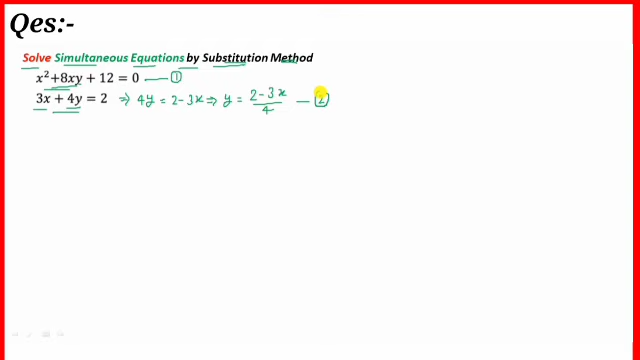 Qes:-
Solve Simultaneous Equations by Substitution Method
x² + 8xy + 12 = 0 —— ①
3x + 4y = 2 ⇒ 4y = 2 - 3x ⇒ y = (2 - 3x)/4 — 2